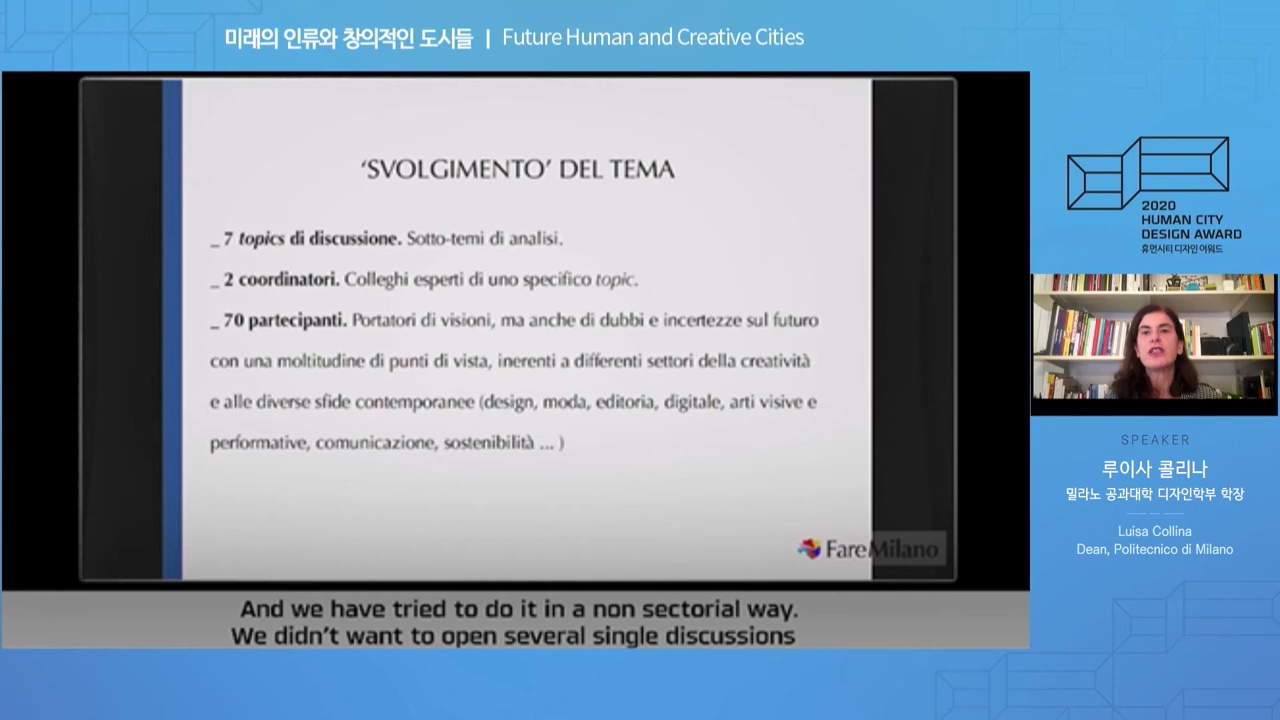 미래의 인류와 창의적인 도시들 | Future Human and Creative Cities
‘SVOLGIMENTO’ DEL TEMA
_ 7 topics di discussione. Sotto-temi di analisi.
_ 2 coordinatori. Colleghi esperti di uno specifico topic.
_ 70 partecipanti. Portatori di visioni, ma anche di dubbi e incertezze sul futuro
con una moltitudine di punti di vista, inerenti a differenti settori della creatività
e alle diverse sfide contemporanee (design, moda, editoria, digitale, arti visive e
performative, comunicazione, sostenibilità ... )
FareMilano
And we have tried to do it in a non sectorial way.
We didn't want to open several single discussions
2020
HUMAN CITY
DESIGN AWARD
휴먼시티 디자인 어워드
SPEAKER
루이사 콜리나
밀라노 공과대학 디자인학부 학장
Luisa Collina
Dean, Politecnico di Milano